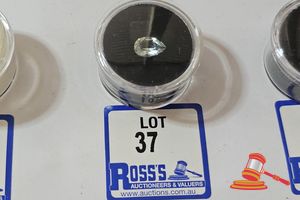 LOT
37
ROSS'S
AUCTIONEERS & VALUERS
www.auctions.com.au